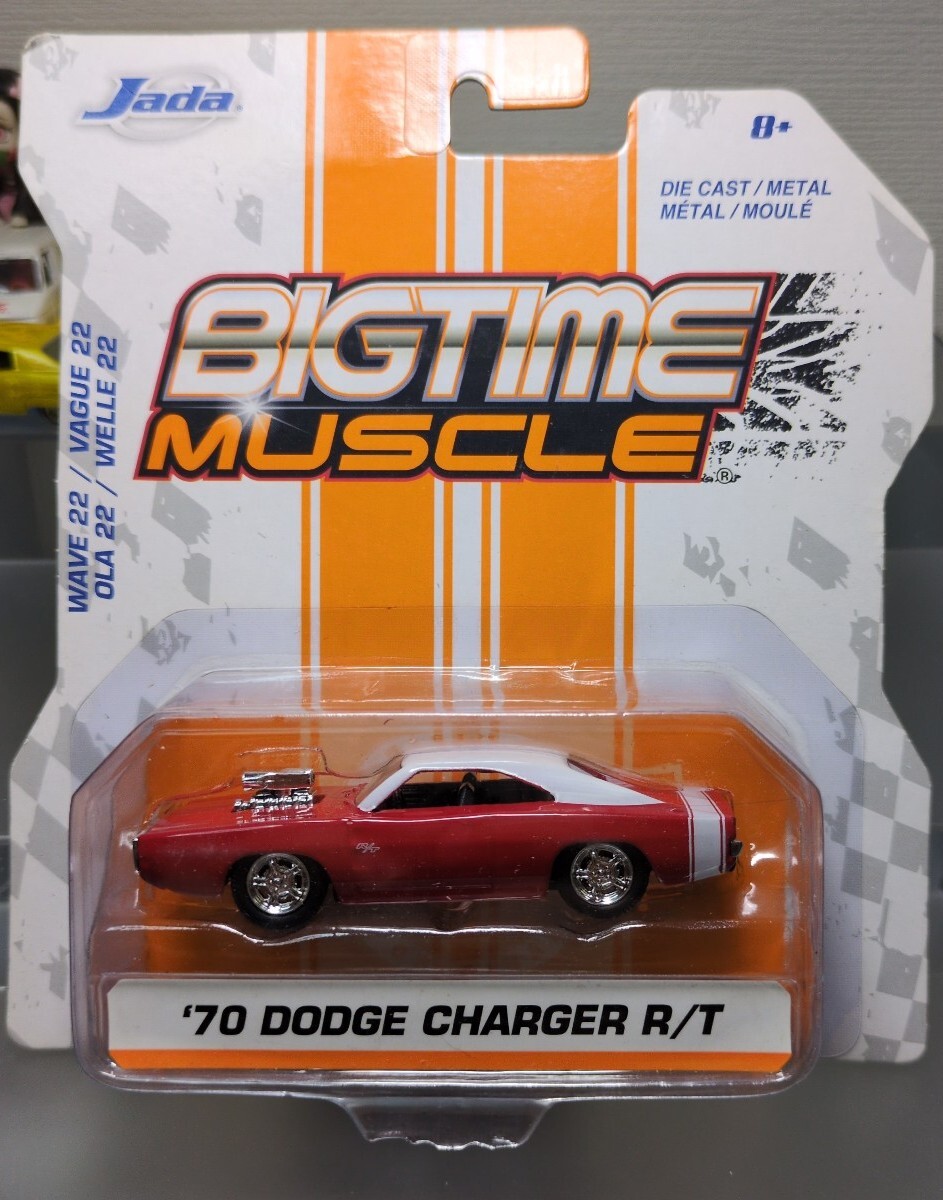 Jada
8+
DIE CAST / METAL
MÉTAL / MOULÉ
BIGTIME
MUSCLE®
WAVE 22 / VAGUE 22
OLA 22 / WELLE 22
R/T
'70 DODGE CHARGER R/T